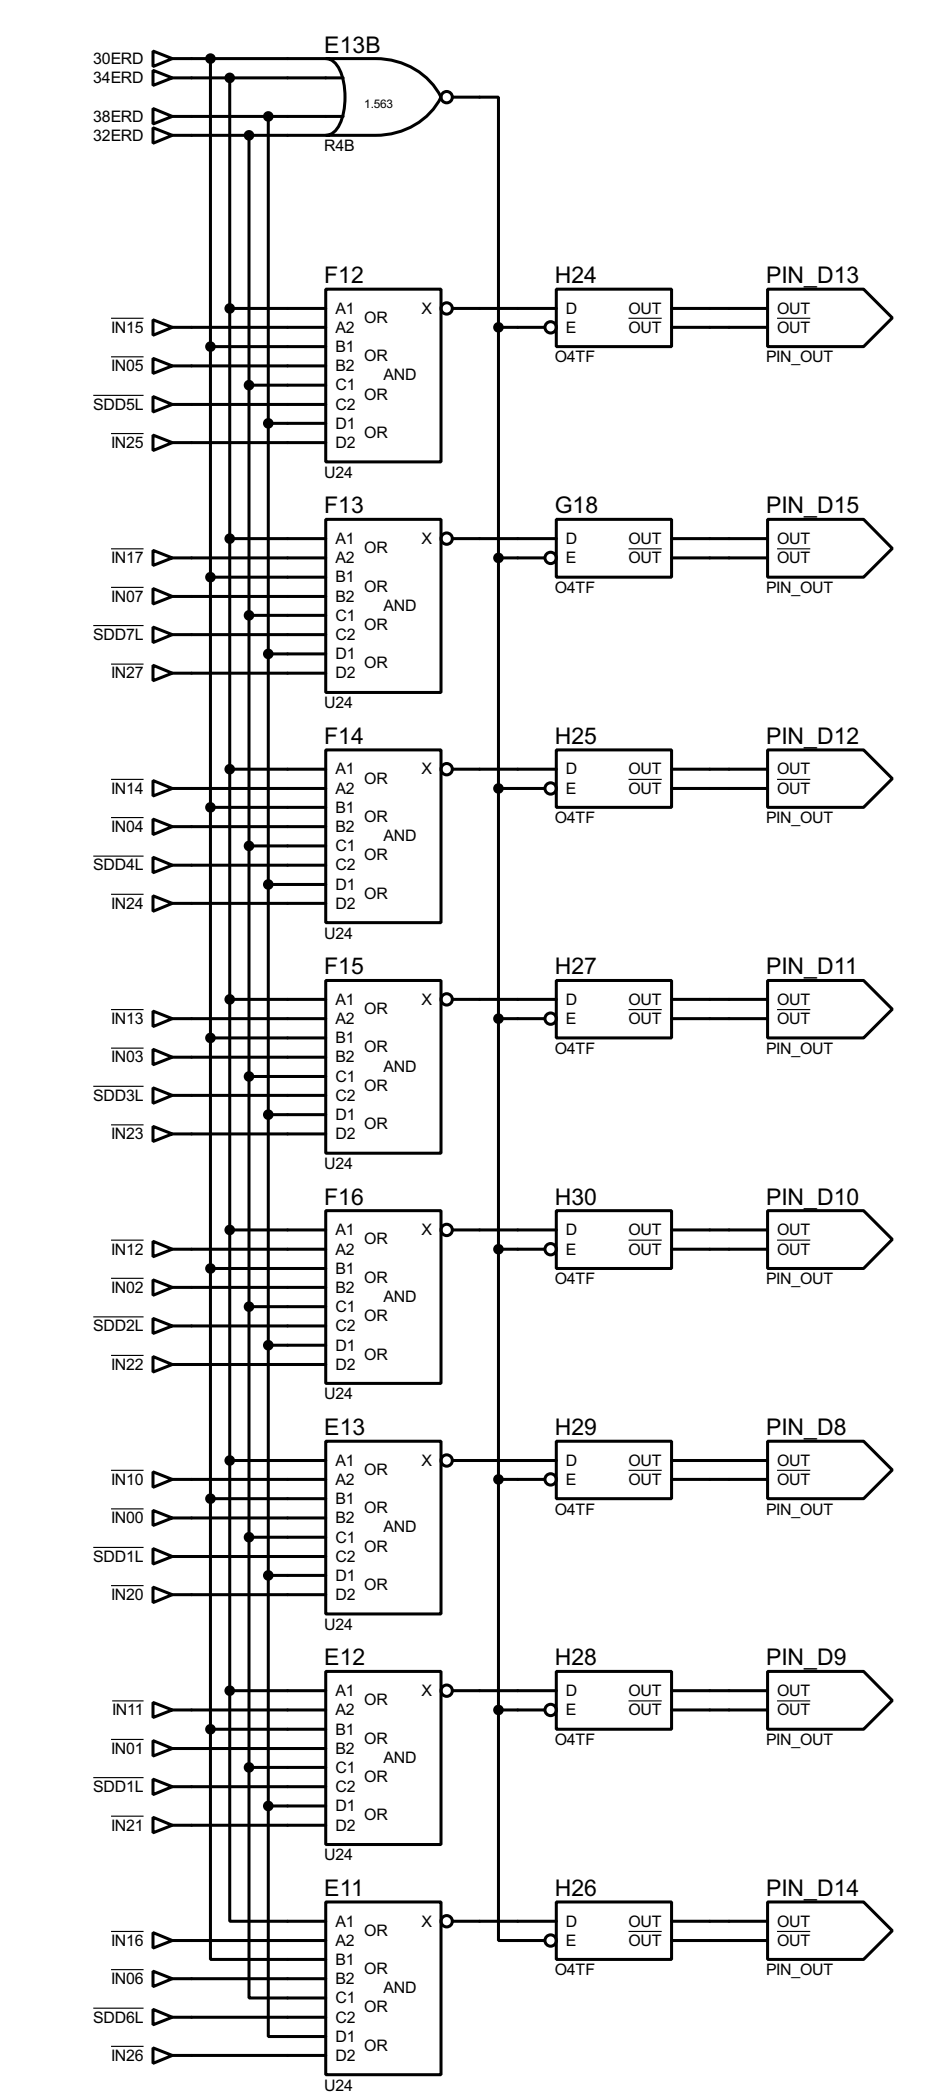 E13B
30ERD
34ERD
1.563
38ERD
32ERD
R4B
F12 H24 PIN_D13
A1 OR X D OUT OUT
IN15 A2 E OUT OUT
B1 O4TF PIN_OUT
IN05 B2 OR
AND
C1 OR
SDD5L C2
D1 OR
IN25 D2
U24
F13 G18 PIN_D15
A1 OR X D OUT OUT
IN17 A2 E OUT OUT
B1 O4TF PIN_OUT
IN07 B2 OR
AND
C1 OR
SDD7L C2
D1 OR
IN27 D2
U24
F14 H25 PIN_D12
A1 OR X D OUT OUT
IN14 A2 E OUT OUT
B1 O4TF PIN_OUT
IN04 B2 OR
AND
C1 OR
SDD4L C2
D1 OR
IN24 D2
U24
F15 H27 PIN_D11
A1 OR X D OUT OUT
IN13 A2 E OUT OUT
B1 O4TF PIN_OUT
IN03 B2 OR
AND
C1 OR
SDD3L C2
D1 OR
IN23 D2
U24
F16 H30 PIN_D10
A1 OR X D OUT OUT
IN12 A2 E OUT OUT
B1 O4TF PIN_OUT
IN02 B2 OR
AND
C1 OR
SDD2L C2
D1 OR
IN22 D2
U24
E13 H29 PIN_D8
A1 OR X D OUT OUT
IN10 A2 E OUT OUT
B1 O4TF PIN_OUT
IN00 B2 OR
AND
C1 OR
SDD1L C2
D1 OR
IN20 D2
U24
E12 H28 PIN_D9
A1 OR X D OUT OUT
IN11 A2 E OUT OUT
B1 O4TF PIN_OUT
IN01 B2 OR
AND
C1 OR
SDD1L C2
D1 OR
IN21 D2
U24
E11 H26 PIN_D14
A1 OR X D OUT OUT
IN16 A2 E OUT OUT
B1 O4TF PIN_OUT
IN06 B2 OR
AND
C1 OR
SDD6L C2
D1 OR
IN26 D2
U24